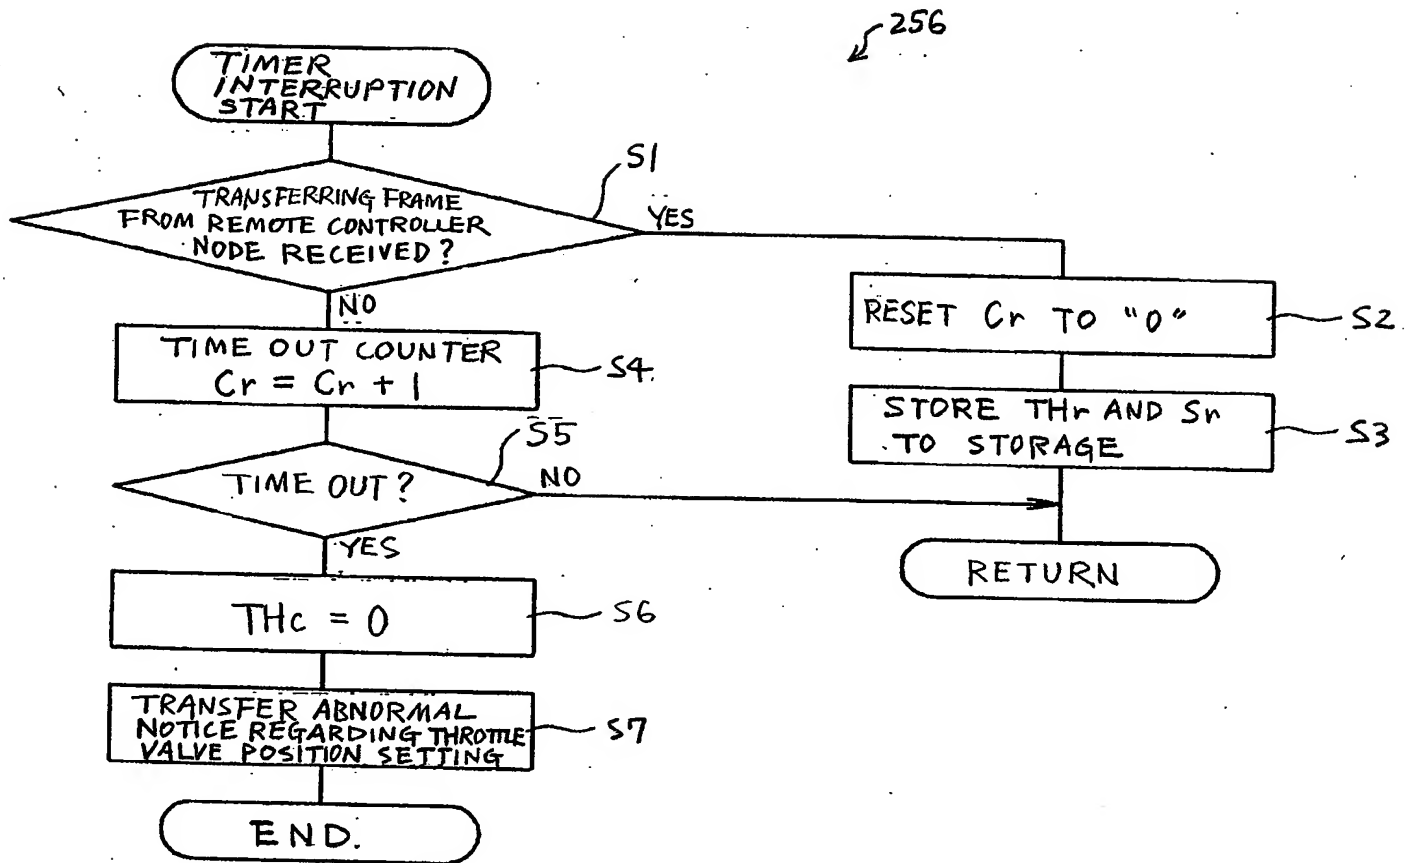 256
TIMER
INTERRUPTION
START
S1
TRANSFERRING FRAME
FROM REMOTE CONTROLLER
NODE RECEIVED?
YES
NO
RESET Cr TO "0"
S2
TIME OUT COUNTER
Cr = Cr + 1
S4.
STORE THr AND Sr
TO STORAGE
S3
S5
TIME OUT?
NO
YES
RETURN
THc = 0
S6
TRANSFER ABNORMAL
NOTICE REGARDING THROTTLE
VALVE POSITION SETTING
S7
END.